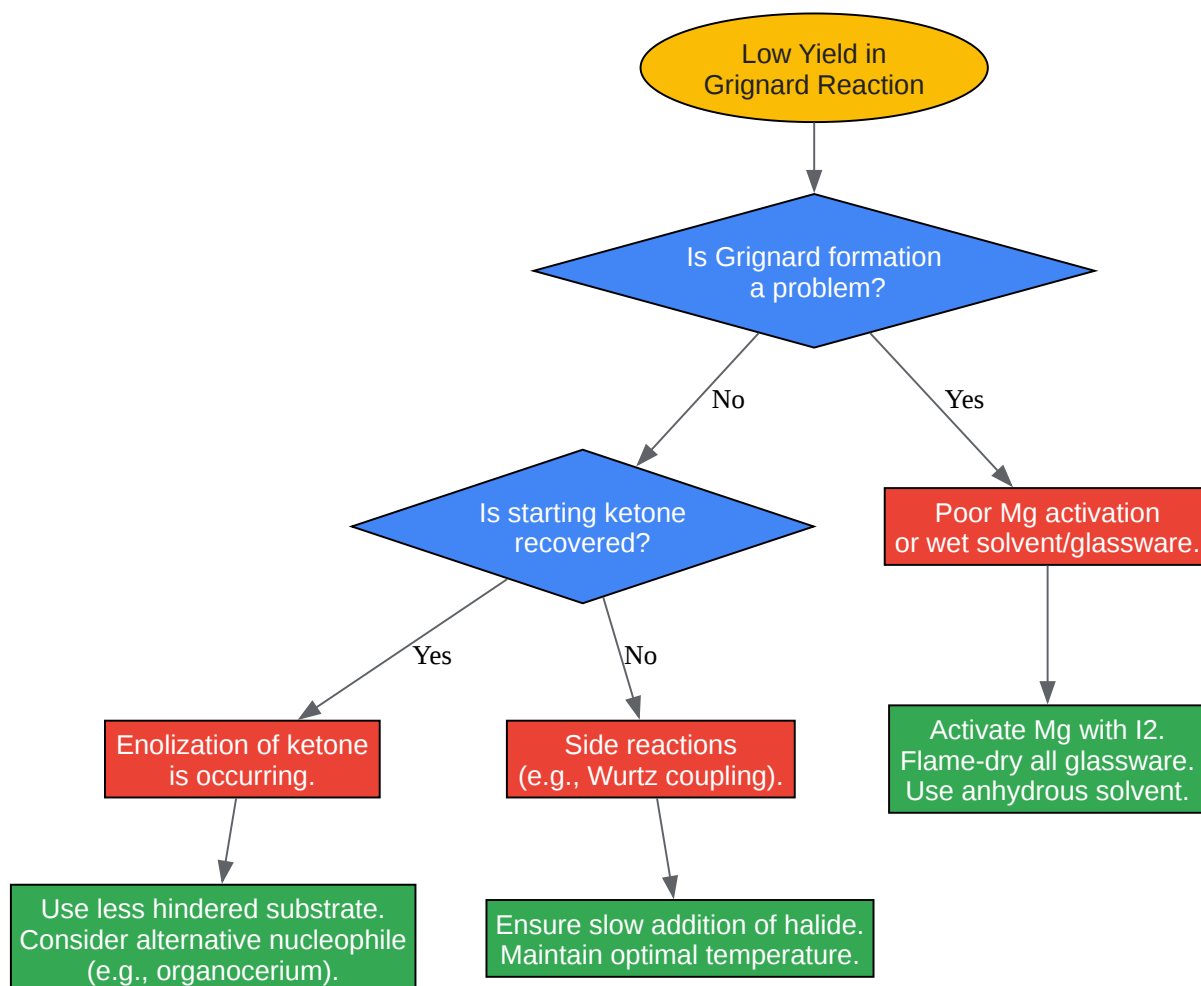 Low Yield in
Grignard Reaction
Is Grignard formation
a problem?
No
Yes
Is starting ketone
recovered?
Poor Mg activation
or wet solvent/glassware.
Yes
No
Enolization of ketone
is occurring.
Side reactions
(e.g., Wurtz coupling).
Activate Mg with I2.
Flame-dry all glassware.
Use anhydrous solvent.
Use less hindered substrate.
Consider alternative nucleophile
(e.g., organocerium).
Ensure slow addition of halide.
Maintain optimal temperature.